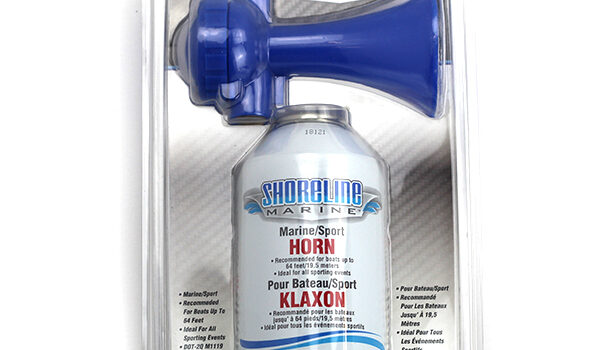 18121
SHORELINE
MARINE
Marine/Sport
HORN
• Recommended for boats up to
64 feet/19.5 meters
• Ideal for all sporting events
Pour Bateau/Sport
KLAXON
• Recommandé pour les bateaux
jusqu' à 64 pieds/19,5 mètres
• Idéal pour tous les événements sportifs
• Marine/Sport
• Recommeded
For Boats Up To
64 Feet
• Ideal For All
Sporting Events
• DOT-2Q M1119
• Pour Bateau/Sport
• Recommandé
Pour Les Bateaux
Jusqu' À 19,5
Mètres
• Idéal Pour Tous
Les Événements
Sportifs